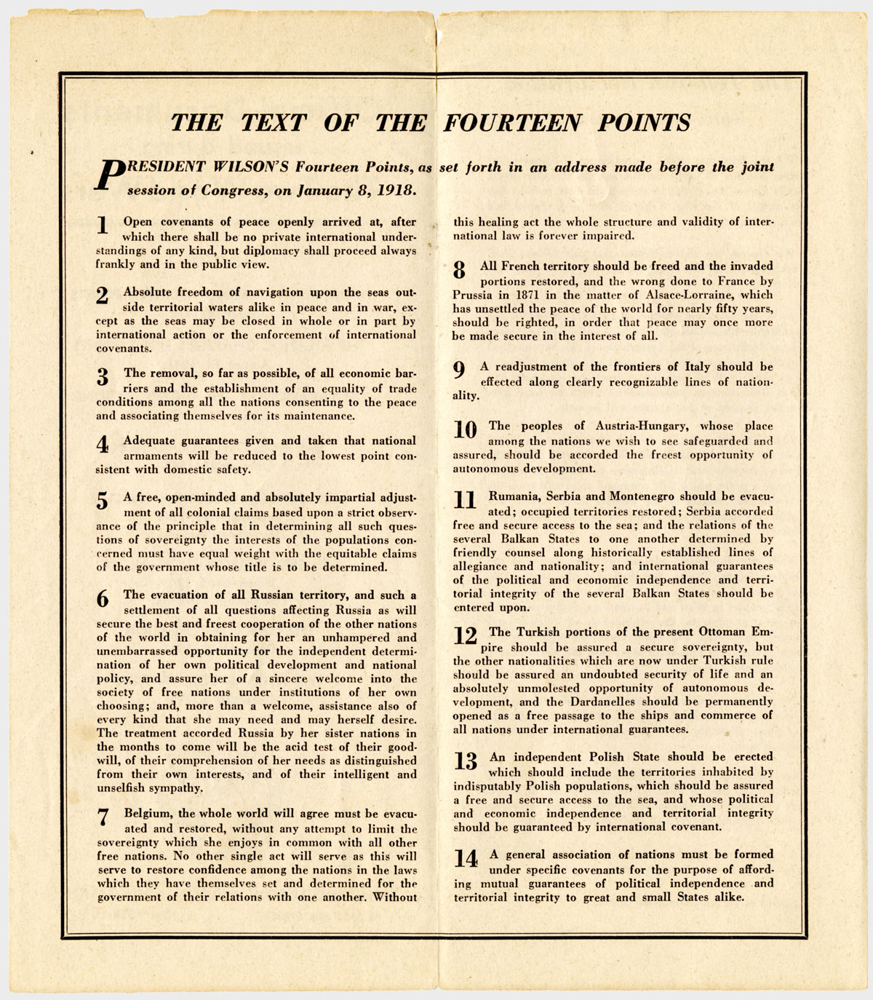 THE TEXT OF THE FOURTEEN POINTS
PRESIDENT WILSON'S Fourteen Points, as set forth in an address made before the joint
session of Congress, on January 8, 1918.
1 Open covenants of peace openly arrived at, after
which there shall be no private international under-
standings of any kind, but diplomacy shall proceed always
frankly and in the public view.
2 Absolute freedom of navigation upon the seas out-
side territorial waters alike in peace and in war, ex-
cept as the seas may be closed in whole or in part by
international action or the enforcement of international
covenants.
3 The removal, so far as possible, of all economic bar-
riers and the establishment of an equality of trade
conditions among all the nations consenting to the peace
and associating themselves for its maintenance.
4 Adequate guarantees given and taken that national
armaments will be reduced to the lowest point con-
sistent with domestic safety.
5 A free, open-minded and absolutely impartial adjust-
ment of all colonial claims based upon a strict observ-
ance of the principle that in determining all such ques-
tions of sovereignty the interests of the populations con-
cerned must have equal weight with the equitable claims
of the government whose title is to be determined.
6 The evacuation of all Russian territory, and such a
settlement of all questions affecting Russia as will
secure the best and freest cooperation of the other nations
of the world in obtaining for her an unhampered and
unembarrassed opportunity for the independent determi-
nation of her own political development and national
policy, and assure her of a sincere welcome into the
society of free nations under institutions of her own
choosing; and, more than a welcome, assistance also of
every kind that she may need and may herself desire.
The treatment accorded Russia by her sister nations in
the months to come will be the acid test of their good-
will, of their comprehension of her needs as distinguished
from their own interests, and of their intelligent and
unselfish sympathy.
7 Belgium, the whole world will agree must be evacu-
ated and restored, without any attempt to limit the
sovereignty which she enjoys in common with all other
free nations. No other single act will serve as this will
serve to restore confidence among the nations in the laws
which they have themselves set and determined for the
government of their relations with one another. Without
this healing act the whole structure and validity of inter-
national law is forever impaired.
8 All French territory should be freed and the invaded
portions restored, and the wrong done to France by
Prussia in 1871 in the matter of Alsace-Lorraine, which
has unsettled the peace of the world for nearly fifty years,
should be righted, in order that peace may once more
be made secure in the interest of all.
9 A readjustment of the frontiers of Italy should be
effected along clearly recognizable lines of nation-
ality.
10 The peoples of Austria-Hungary, whose place
among the nations we wish to see safeguarded and
assured, should be accorded the freest opportunity of
autonomous development.
11 Rumania, Serbia and Montenegro should be evacu-
ated; occupied territories restored; Serbia accorded
free and secure access to the sea; and the relations of the
several Balkan States to one another determined by
friendly counsel along historically established lines of
allegiance and nationality; and international guarantees
of the political and economic independence and terri-
torial integrity of the several Balkan States should be
entered upon.
12 The Turkish portions of the present Ottoman Em-
pire should be assured a secure sovereignty, but
the other nationalities which are now under Turkish rule
should be assured an undoubted security of life and an
absolutely unmolested opportunity of autonomous de-
velopment, and the Dardanelles should be permanently
opened as a free passage to the ships and commerce of
all nations under international guarantees.
13 An independent Polish State should be erected
which should include the territories inhabited by
indisputably Polish populations, which should be assured
a free and secure access to the sea, and whose political
and economic independence and territorial integrity
should be guaranteed by international covenant.
14 A general association of nations must be formed
under specific covenants for the purpose of afford-
ing mutual guarantees of political independence and
territorial integrity to great and small States alike.